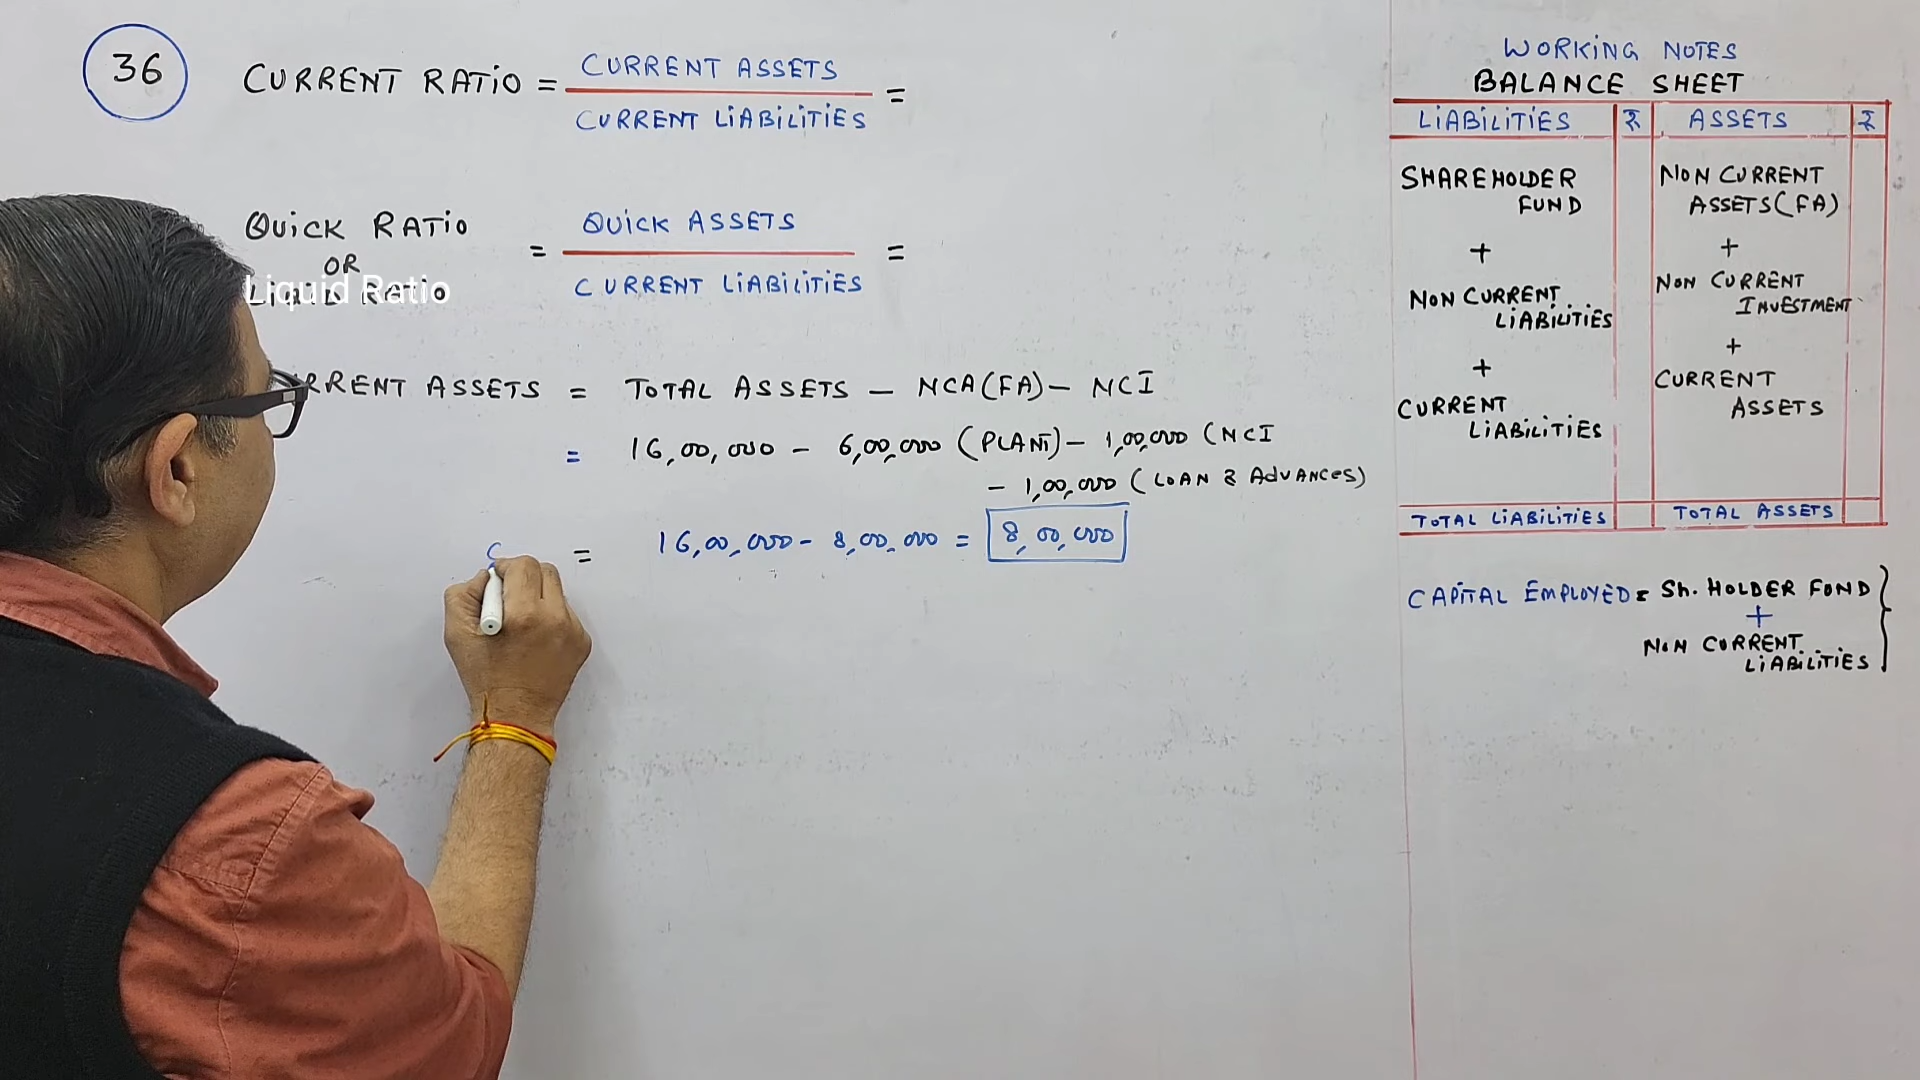 36
CURRENT RATIO = CURRENT ASSETS
CURRENT LIABILITIES =
QUICK RATIO
OR
LIQUID RATIO
Liquid Ratio
= QUICK ASSETS
CURRENT LIABILITIES =
RRENT ASSETS = TOTAL ASSETS - NCA(FA) - NCI
= 16,00,000 - 6,00,000 (PLANT) - 1,00,000 (NCI
- 1,00,000 (LOAN & ADVANCES)
C = 16,00,000 - 8,00,000 = 8,00,000
WORKING NOTES
BALANCE SHEET
LIABILITIES ₹ ASSETS ₹
SHAREHOLDER
FUND
+
NON CURRENT
LIABILITIES
+
CURRENT
LIABILITIES
NON CURRENT
ASSETS(FA)
+
NON CURRENT
INVESTMENT
+
CURRENT
ASSETS
TOTAL LIABILITIES TOTAL ASSETS
CAPITAL EMPLOYED = Sh. HOLDER FOND
+
NON CURRENT
LIABILITIES